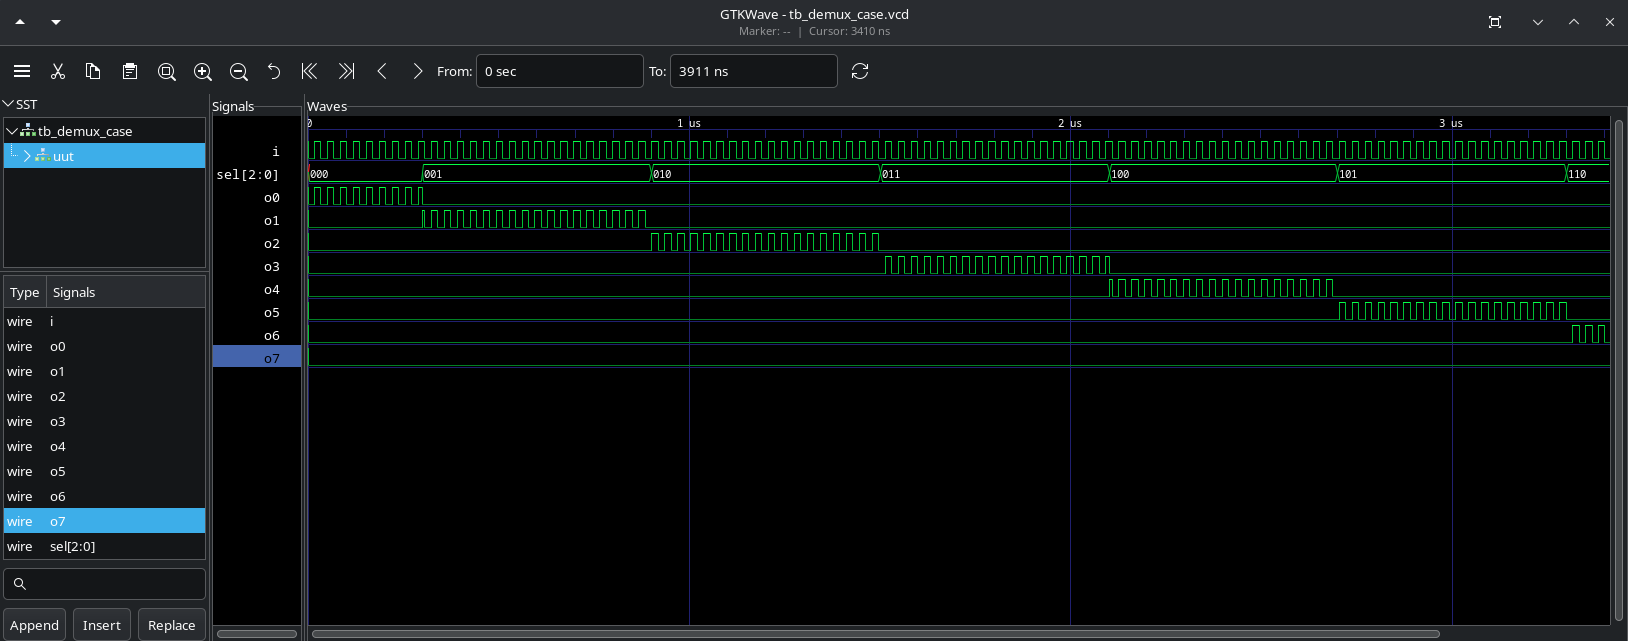 GTKWave - tb_demux_case.vcd
Marker: -- | Cursor: 3410 ns
From: 0 sec To: 3911 ns
SST
tb_demux_case
uut
Type Signals
wire i
wire o0
wire o1
wire o2
wire o3
wire o4
wire o5
wire o6
wire o7
wire sel[2:0]
Append Insert Replace
Signals
i
sel[2:0]
o0
o1
o2
o3
o4
o5
o6
o7
Waves
0 1 us 2 us 3 us
000 001 010 011 100 101 110